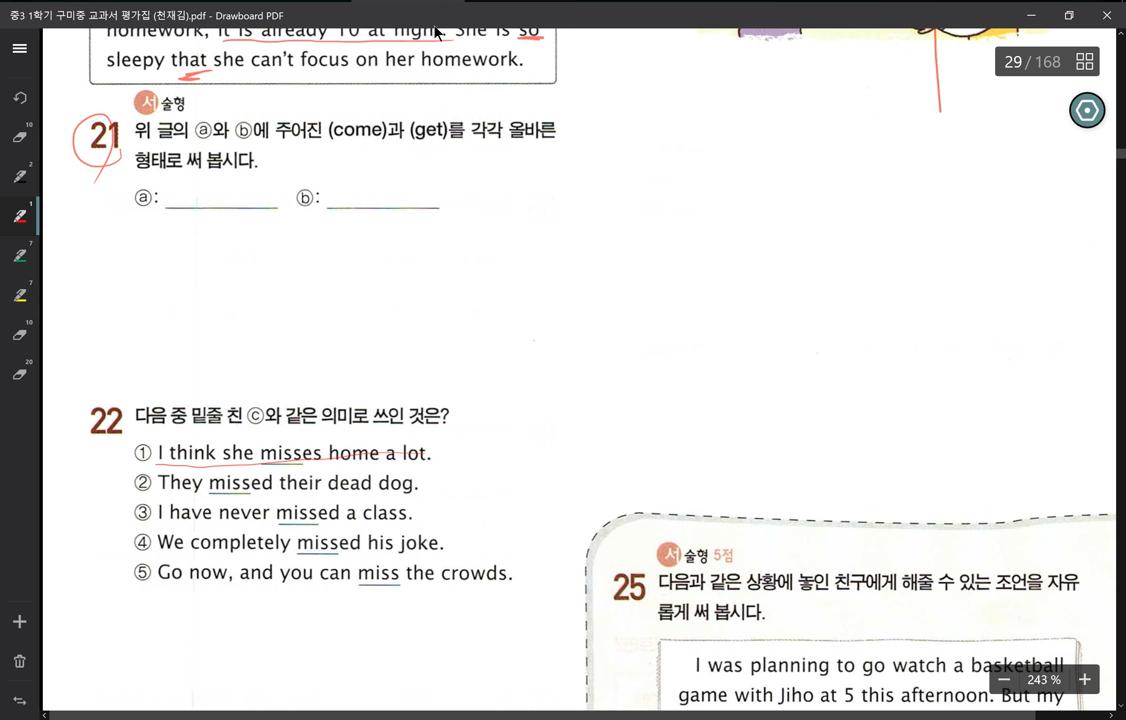 중3 1학기 구미중 교과서 평가집 (천재김).pdf - Drawboard PDF
29 / 168
homework, it is already 10 at night. She is so
sleepy that she can't focus on her homework.
서술형
21 위 글의 ⓐ와 ⓑ에 주어진 (come)과 (get)를 각각 올바른
형태로 써 봅시다.
ⓐ: ⓑ:
22 다음 중 밑줄 친 ⓒ와 같은 의미로 쓰인 것은?
① I think she misses home a lot.
② They missed their dead dog.
③ I have never missed a class.
④ We completely missed his joke.
⑤ Go now, and you can miss the crowds.
서술형 5점
25 다음과 같은 상황에 놓인 친구에게 해줄 수 있는 조언을 자유
롭게 써 봅시다.
I was planning to go watch a basketball
game with Jiho at 5 this afternoon. But my
243 %
10
2
1
7
7
10
20